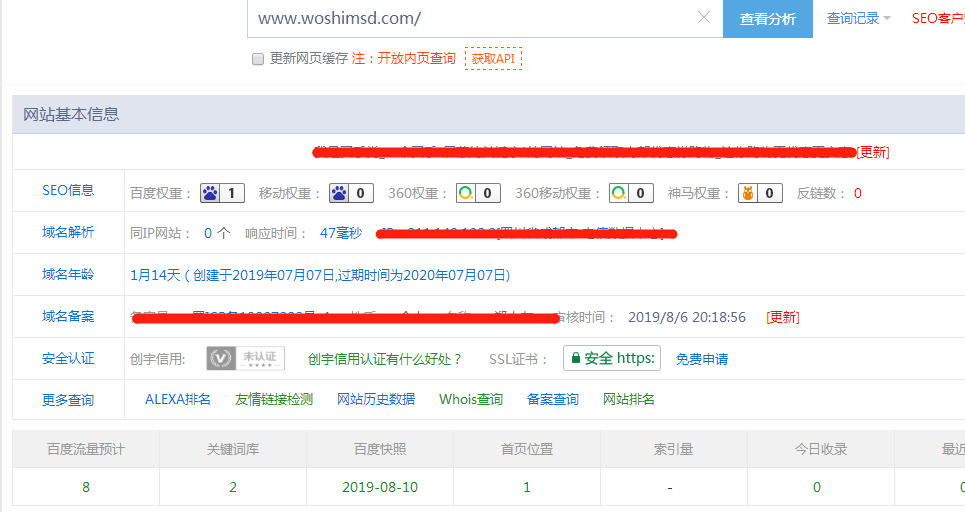 www.woshimsd.com/ 查看分析 查询记录 SEO客户
更新网页缓存 注：开放内页查询 获取API
网站基本信息
[更新]
SEO信息 百度权重： 1 移动权重： 0 360权重： 0 360移动权重： 0 神马权重： 0 反链数： 0
域名解析 同IP网站： 0 个 响应时间： 47毫秒
域名年龄 1月14天 ( 创建于2019年07月07日,过期时间为2020年07月07日)
域名备案 审核时间： 2019/8/6 20:18:56 [更新]
安全认证 创宇信用: 未认证 创宇信用认证有什么好处？ SSL证书： 安全 https: 免费申请
更多查询 ALEXA排名 友情链接检测 网站历史数据 Whois查询 备案查询 网站排名
百度流量预计 关键词库 百度快照 首页位置 索引量 今日收录 最近
8 2 2019-08-10 1 - 0